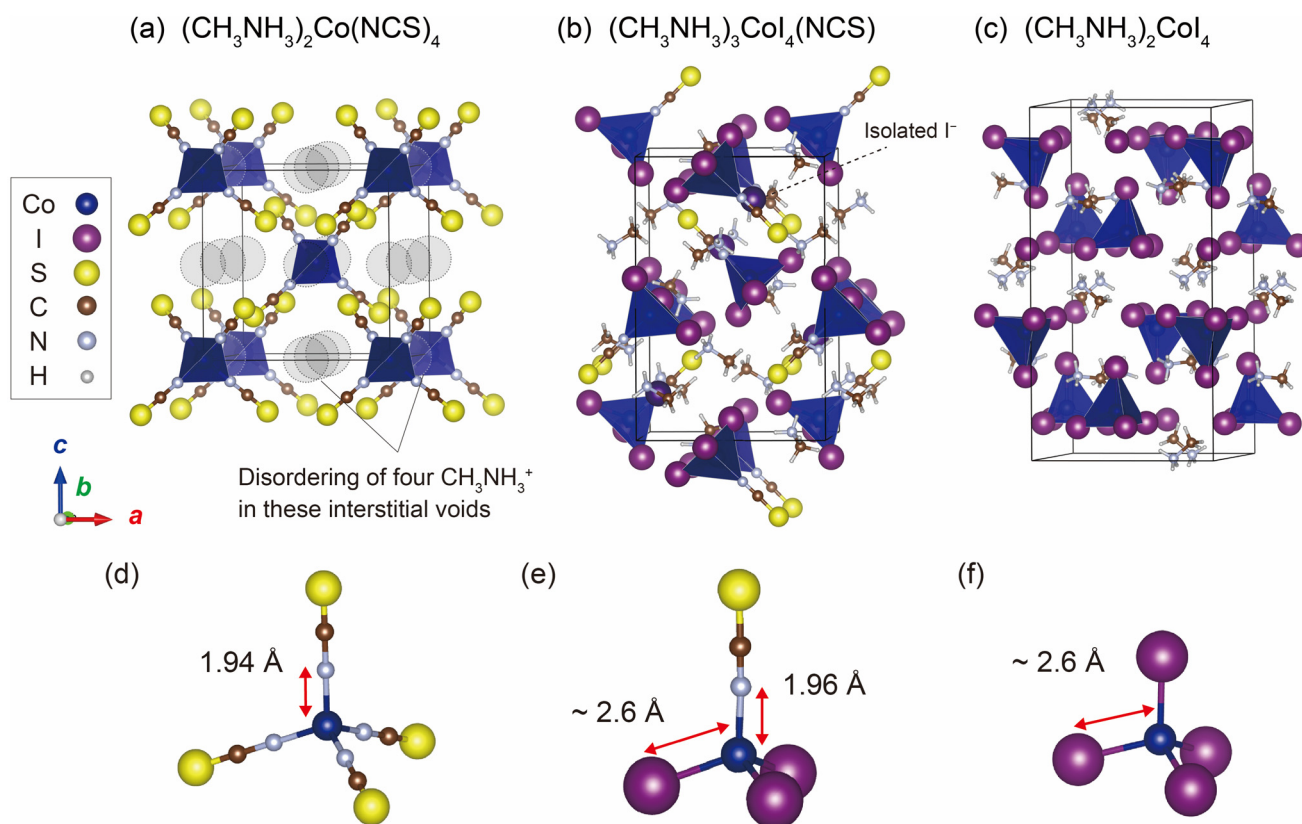 (a) (CH₃NH₃)₂Co(NCS)₄
(b) (CH₃NH₃)₃CoI₄(NCS)
(c) (CH₃NH₃)₂CoI₄
Isolated I⁻
Co
I
S
C
N
H
c
b
a
Disordering of four CH₃NH₃⁺
in these interstitial voids
(d)
1.94 Å
(e)
~ 2.6 Å
1.96 Å
(f)
~ 2.6 Å